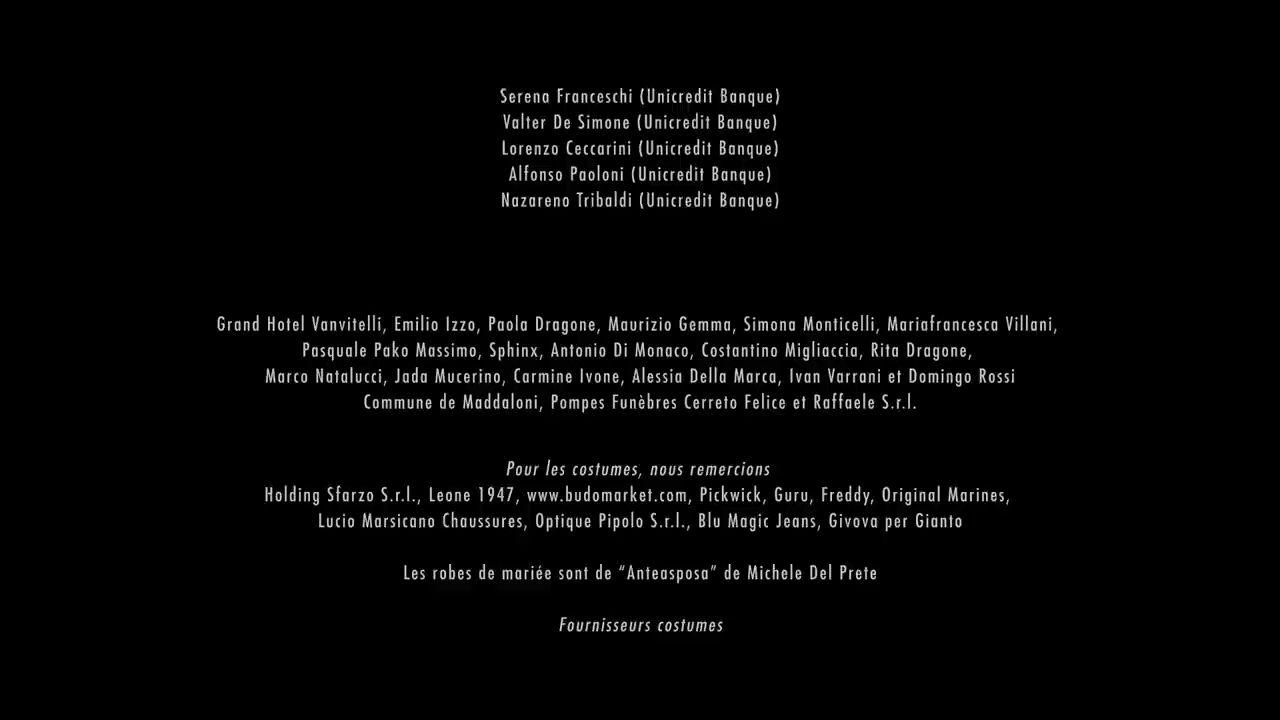 Serena Franceschi (Unicredit Banque)
Valter De Simone (Unicredit Banque)
Lorenzo Ceccarini (Unicredit Banque)
Alfonso Paoloni (Unicredit Banque)
Nazareno Tribaldi (Unicredit Banque)
Grand Hotel Vanvitelli, Emilio Izzo, Paola Dragone, Maurizio Gemma, Simona Monticelli, Mariafrancesca Villani,
Pasquale Pako Massimo, Sphinx, Antonio Di Monaco, Costantino Migliaccia, Rita Dragone,
Marco Natalucci, Jada Mucerino, Carmine Ivone, Alessia Della Marca, Ivan Varrani et Domingo Rossi
Commune de Maddaloni, Pompes Funèbres Cerreto Felice et Raffaele S.r.l.
Pour les costumes, nous remercions
Holding Sfarzo S.r.l., Leone 1947, www.budomarket.com, Pickwick, Guru, Freddy, Original Marines,
Lucio Marsicano Chaussures, Optique Pipolo S.r.l., Blu Magic Jeans, Givova per Gianto
Les robes de mariée sont de “Anteasposa” de Michele Del Prete
Fournisseurs costumes